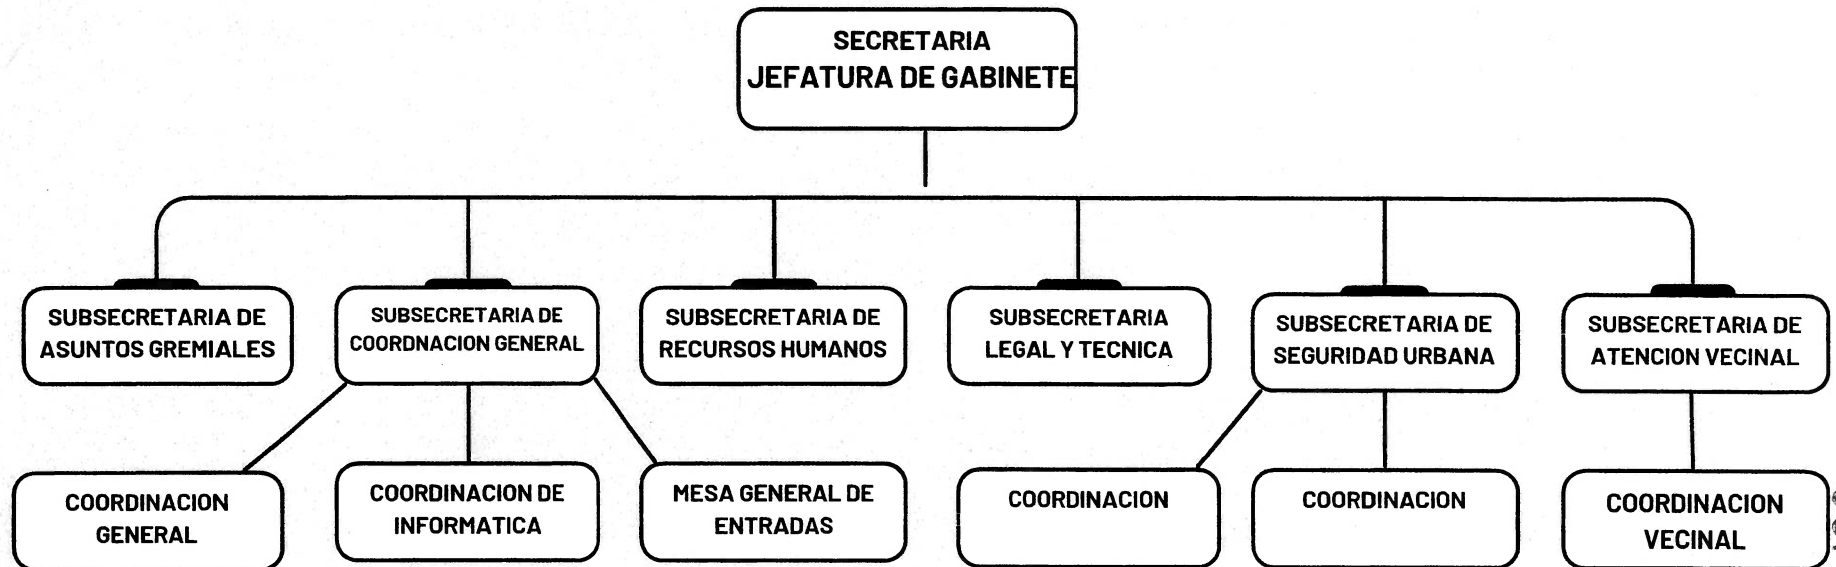 SECRETARIA
JEFATURA DE GABINETE
SUBSECRETARIA DE
ASUNTOS GREMIALES
SUBSECRETARIA DE
COORDNACION GENERAL
SUBSECRETARIA DE
RECURSOS HUMANOS
SUBSECRETARIA
LEGAL Y TECNICA
SUBSECRETARIA DE
SEGURIDAD URBANA
SUBSECRETARIA DE
ATENCION VECINAL
COORDINACION
GENERAL
COORDINACION DE
INFORMATICA
MESA GENERAL DE
ENTRADAS
COORDINACION
COORDINACION
COORDINACION
VECINAL